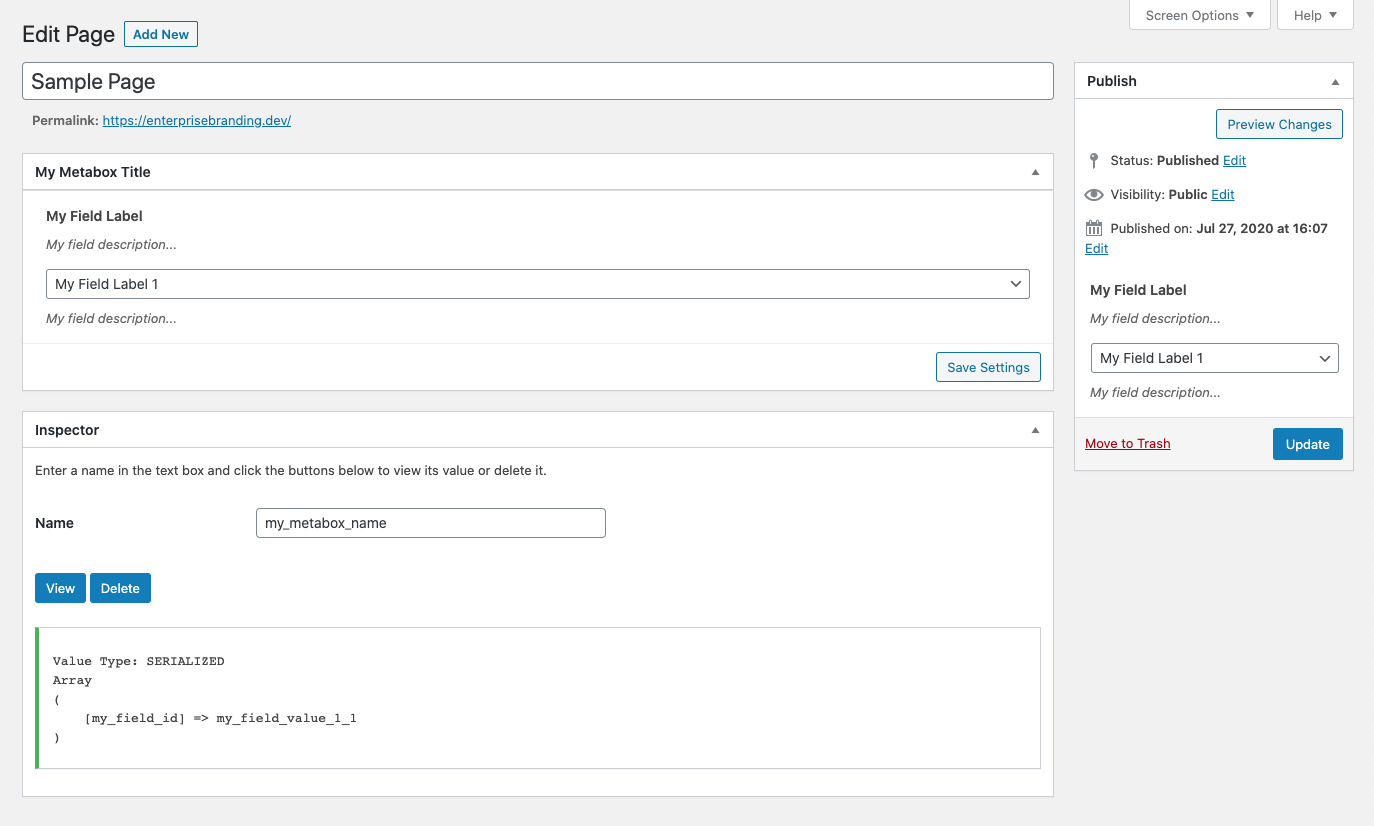 Screen Options ▼
Help ▼
Edit Page Add New
Sample Page
Permalink: https://enterprisebranding.dev/
My Metabox Title
My Field Label
My field description...
My Field Label 1
My field description...
Save Settings
Inspector
Enter a name in the text box and click the buttons below to view its value or delete it.
Name my_metabox_name
View Delete
Value Type: SERIALIZED
Array
(
    [my_field_id] => my_field_value_1_1
)
Publish
Preview Changes
Status: Published Edit
Visibility: Public Edit
Published on: Jul 27, 2020 at 16:07
Edit
My Field Label
My field description...
My Field Label 1
My field description...
Move to Trash Update